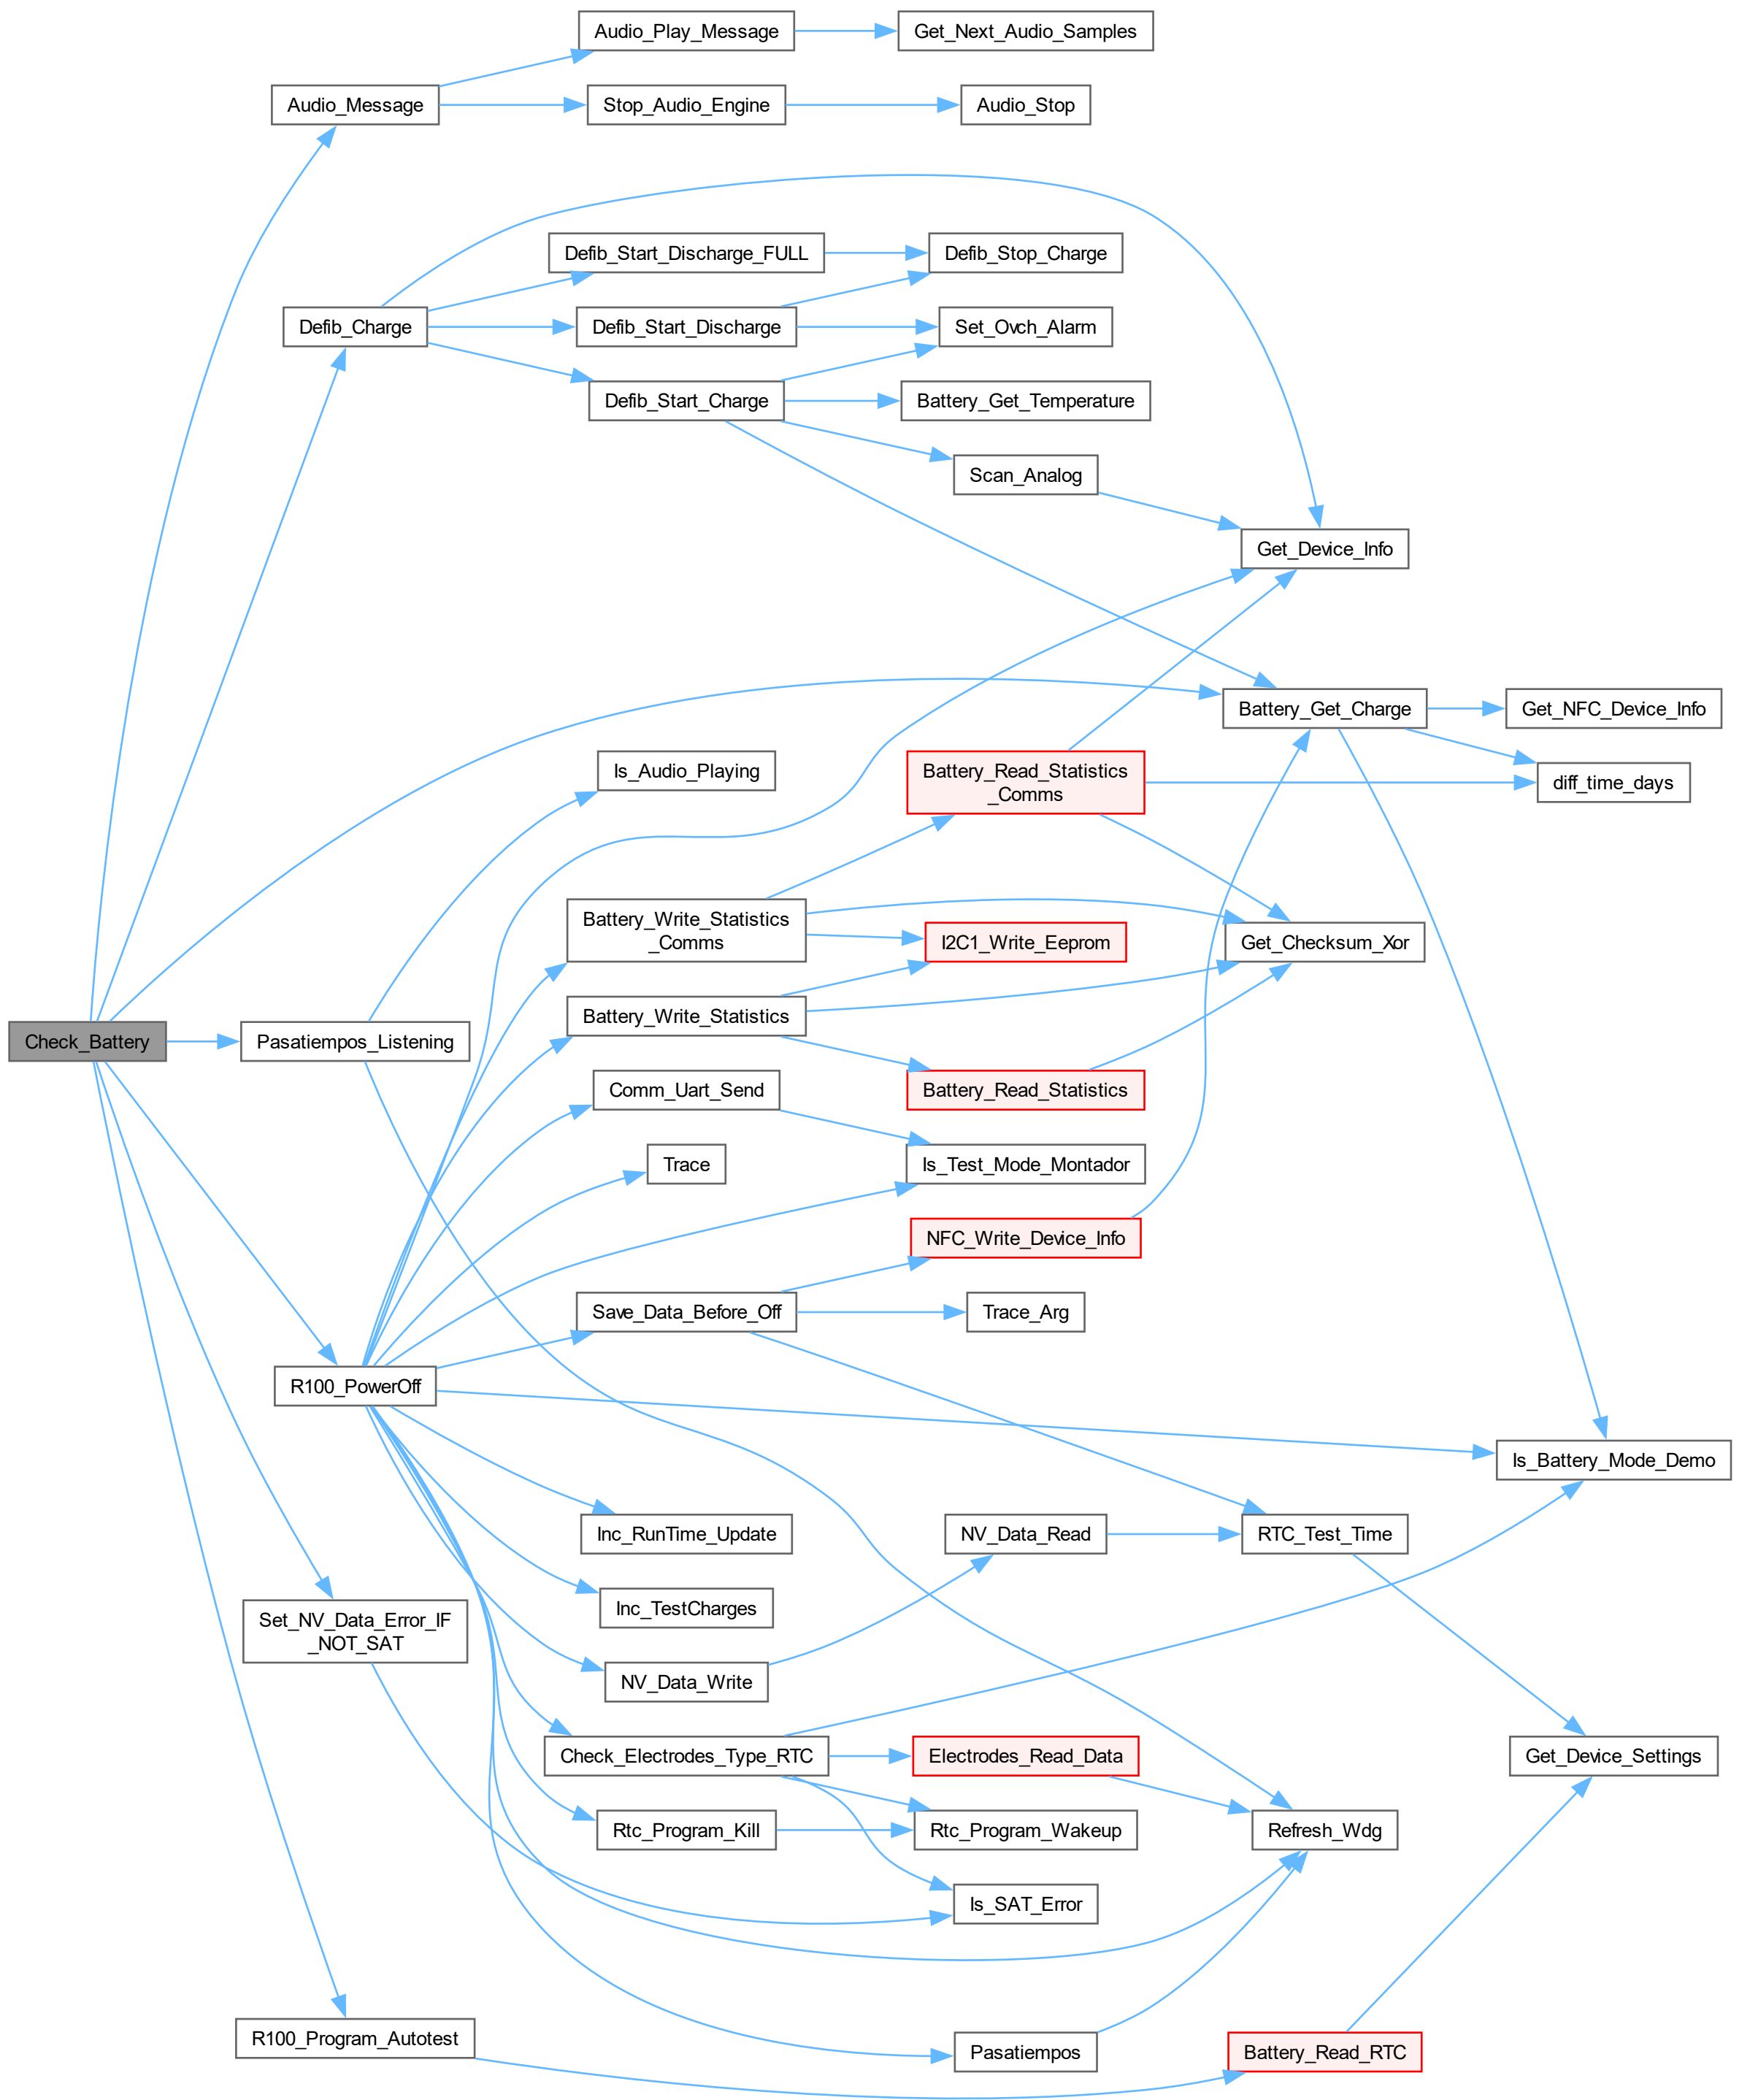 Audio_Play_Message
Get_Next_Audio_Samples
Audio_Message
Stop_Audio_Engine
Audio_Stop
Defib_Start_Discharge_FULL
Defib_Stop_Charge
Defib_Charge
Defib_Start_Discharge
Set_Ovch_Alarm
Defib_Start_Charge
Battery_Get_Temperature
Scan_Analog
Get_Device_Info
Battery_Get_Charge
Get_NFC_Device_Info
Is_Audio_Playing
Battery_Read_Statistics
_Comms
diff_time_days
Battery_Write_Statistics
_Comms
I2C1_Write_Eeprom
Get_Checksum_Xor
Check_Battery
Pasatiempos_Listening
Battery_Write_Statistics
Comm_Uart_Send
Battery_Read_Statistics
Trace
Is_Test_Mode_Montador
NFC_Write_Device_Info
Save_Data_Before_Off
Trace_Arg
R100_PowerOff
Is_Battery_Mode_Demo
Inc_RunTime_Update
NV_Data_Read
RTC_Test_Time
Inc_TestCharges
Set_NV_Data_Error_IF
_NOT_SAT
NV_Data_Write
Check_Electrodes_Type_RTC
Electrodes_Read_Data
Get_Device_Settings
Rtc_Program_Kill
Rtc_Program_Wakeup
Refresh_Wdg
Is_SAT_Error
R100_Program_Autotest
Pasatiempos
Battery_Read_RTC